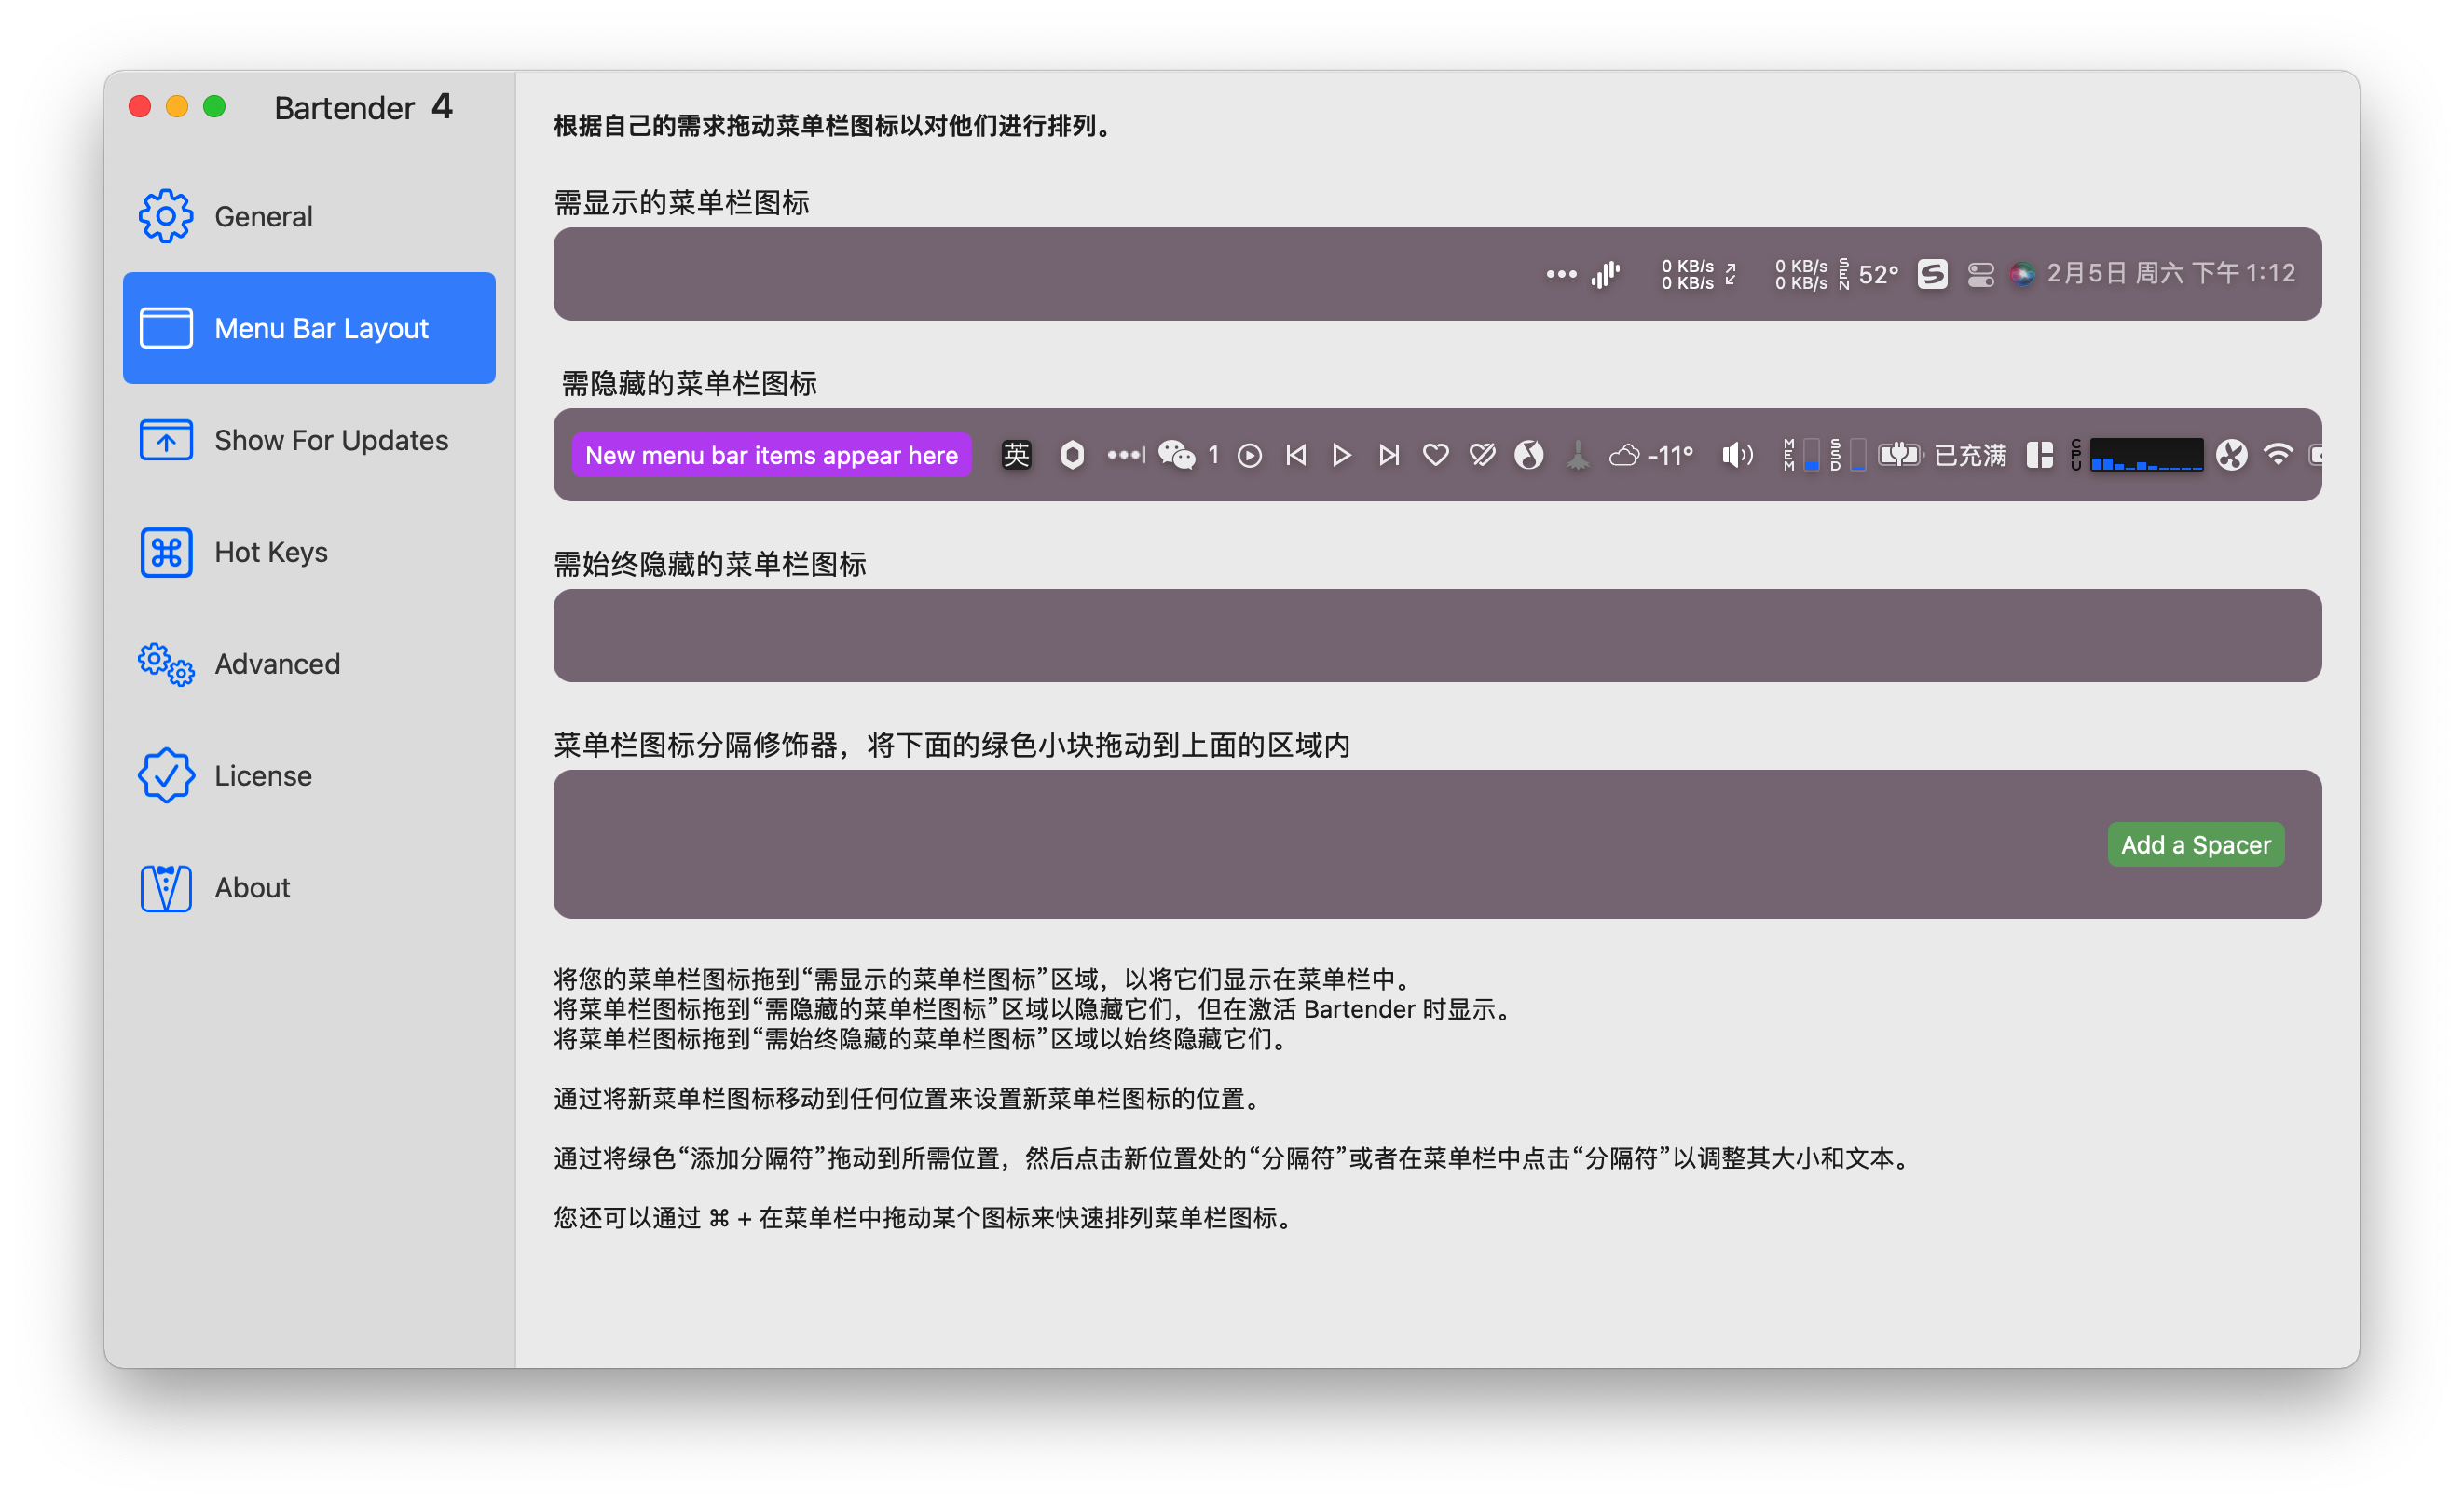 Bartender 4
General
Menu Bar Layout
Show For Updates
Hot Keys
Advanced
License
About
根据自己的需求拖动菜单栏图标以对他们进行排列。
需显示的菜单栏图标
0 KB/s
0 KB/s
0 KB/s
0 KB/s
SEN
52°
S
2月5日 周六 下午 1:12
需隐藏的菜单栏图标
New menu bar items appear here
英
1
-11°
MEM
SSD
已充满
CPU
需始终隐藏的菜单栏图标
菜单栏图标分隔修饰器，将下面的绿色小块拖动到上面的区域内
Add a Spacer
将您的菜单栏图标拖到“需显示的菜单栏图标”区域，以将它们显示在菜单栏中。
将菜单栏图标拖到“需隐藏的菜单栏图标”区域以隐藏它们，但在激活 Bartender 时显示。
将菜单栏图标拖到“需始终隐藏的菜单栏图标”区域以始终隐藏它们。
通过将新菜单栏图标移动到任何位置来设置新菜单栏图标的位置。
通过将绿色“添加分隔符”拖动到所需位置，然后点击新位置处的“分隔符”或者在菜单栏中点击“分隔符”以调整其大小和文本。
您还可以通过 ⌘ + 在菜单栏中拖动某个图标来快速排列菜单栏图标。